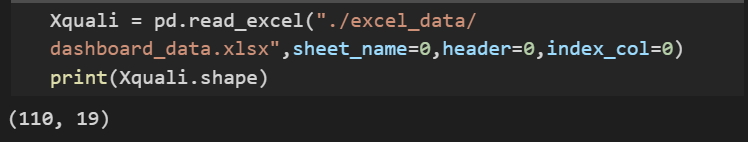 Xquali = pd.read_excel("./excel_data/
dashboard_data.xlsx",sheet_name=0,header=0,index_col=0)
print(Xquali.shape)
(110, 19)